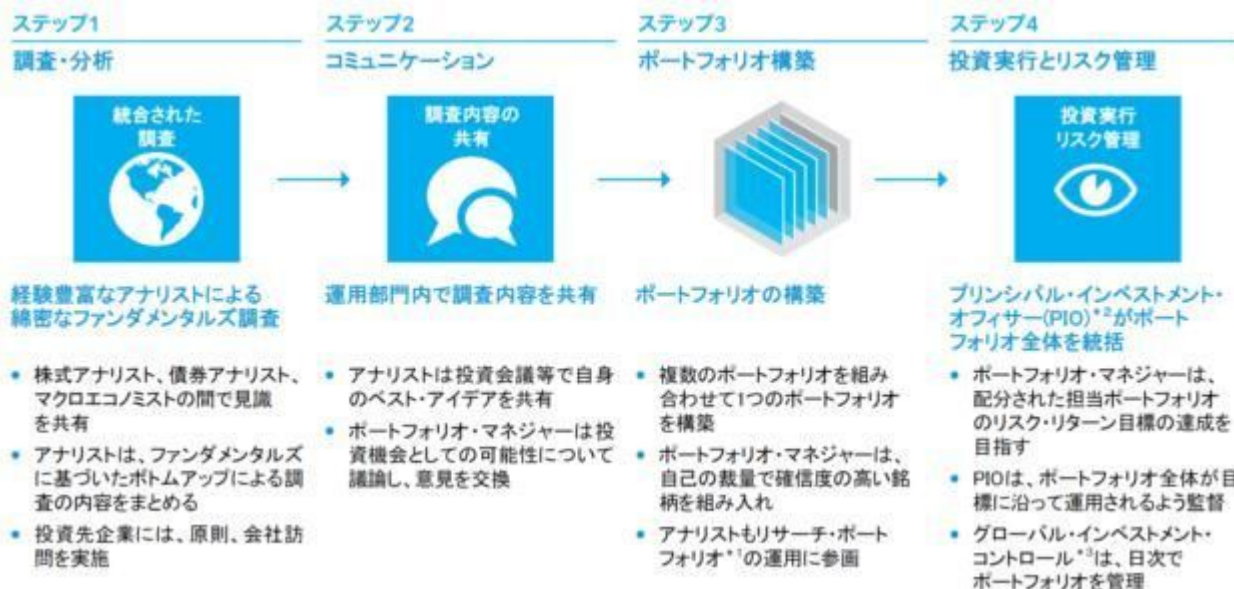 ステップ1
調査・分析
統合された
調査
経験豊富なアナリストによる
綿密なファンダメンタルズ調査
• 株式アナリスト、債券アナリスト、
マクロエコノミストの間で見識
を共有
• アナリストは、ファンダメンタルズ
に基づいたボトムアップによる調
査の内容をまとめる
• 投資先企業には、原則、会社訪
問を実施
ステップ2
コミュニケーション
調査内容の
共有
運用部門内で調査内容を共有
• アナリストは投資会議等で自身
のベスト・アイデアを共有
• ポートフォリオ・マネジャーは投
資機会としての可能性について
議論し、意見を交換
ステップ3
ポートフォリオ構築
ポートフォリオの構築
• 複数のポートフォリオを組み
合わせて1つのポートフォリオ
を構築
• ポートフォリオ・マネジャーは、
自己の裁量で確信度の高い銘
柄を組み入れ
• アナリストもリサーチ・ポート
フォリオ*1の運用に参画
ステップ4
投資実行とリスク管理
投資実行
リスク管理
プリンシパル・インベストメント・
オフィサー(PIO)*2がポート
フォリオ全体を統括
• ポートフォリオ・マネジャーは、
配分された担当ポートフォリオ
のリスク・リターン目標の達成を
目指す
• PIOは、ポートフォリオ全体が目
標に沿って運用されるよう監督
• グローバル・インベストメント・
コントロール*3は、日次で
ポートフォリオを管理